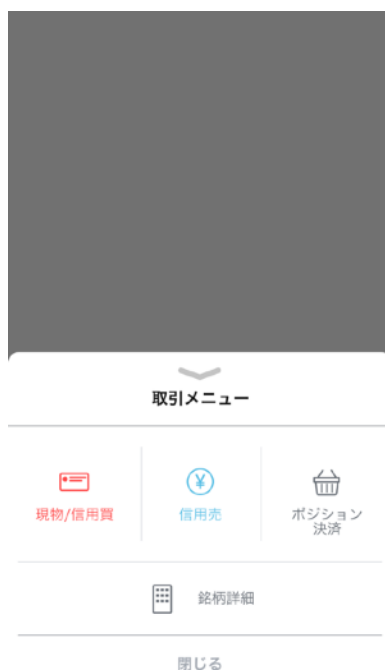 取引メニュー
現物/信用買
信用売
ポジション
決済
銘柄詳細
閉じる